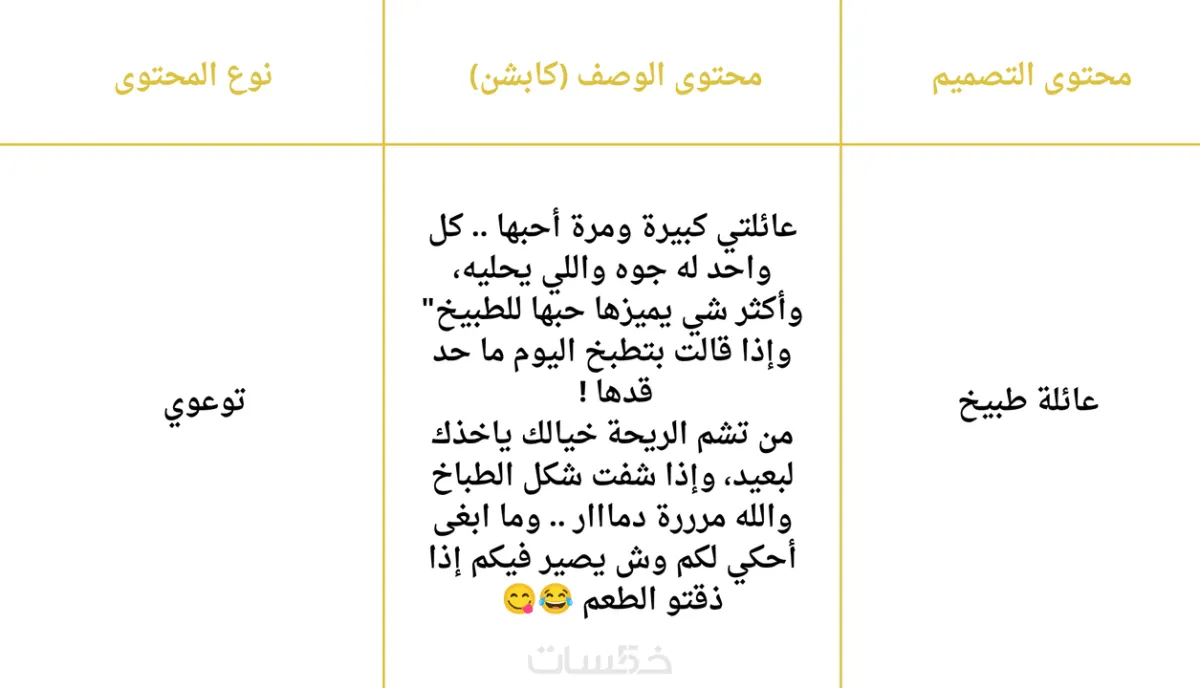 محتوى التصميم
محتوى الوصف (كابشن)
نوع المحتوى
عائلة طبيخ
عائلتي كبيرة ومرة أحبها .. كل
واحد له جوه واللي يحليه،
وأكثر شي يميزها حبها للطبيخ"
وإذا قالت بتطبخ اليوم ما حد
قدها !
من تشم الريحة خيالك ياخذك
لبعيد، وإذا شفت شكل الطباخ
والله مرررة دمااار .. وما ابغى
أحكي لكم وش يصير فيكم إذا
ذقتو الطعم 😂😋
توعوي
خمسات